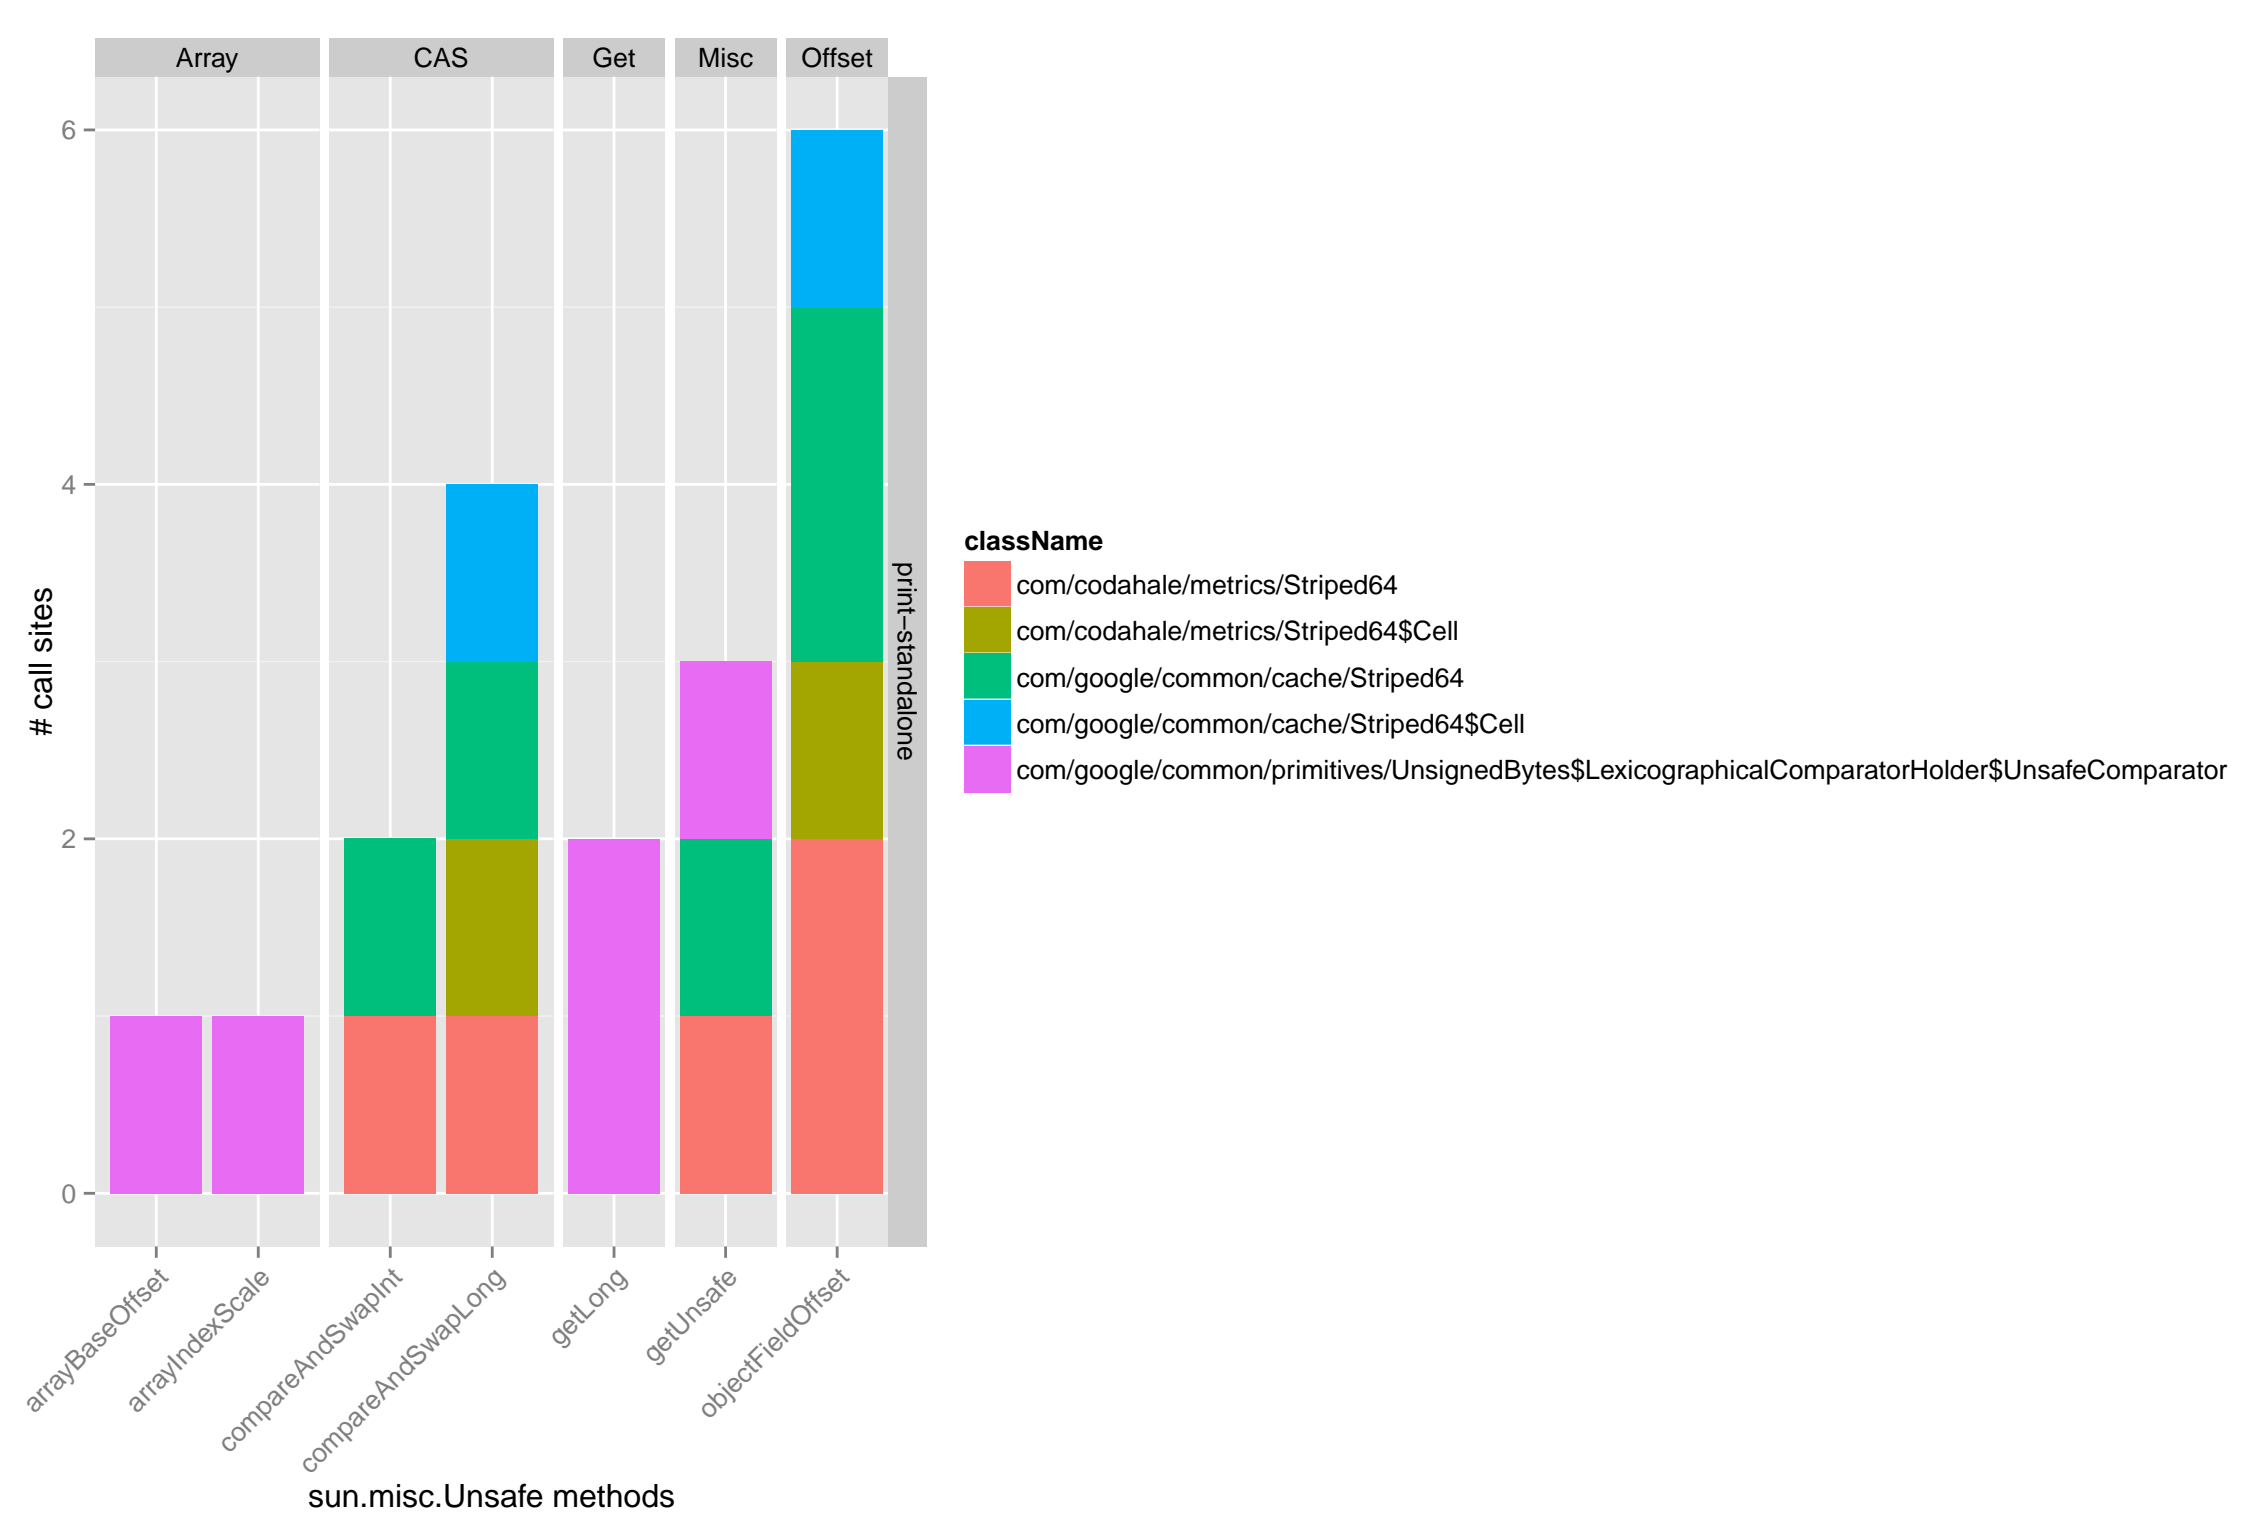 Array CAS Get Misc Offset
6
4
2
0
# call sites
print−standalone
arrayBaseOffset
arrayIndexScale
compareAndSwapInt
compareAndSwapLong
getLong
getUnsafe
objectFieldOffset
sun.misc.Unsafe methods
className
com/codahale/metrics/Striped64
com/codahale/metrics/Striped64$Cell
com/google/common/cache/Striped64
com/google/common/cache/Striped64$Cell
com/google/common/primitives/UnsignedBytes$LexicographicalComparatorHolder$UnsafeComparator